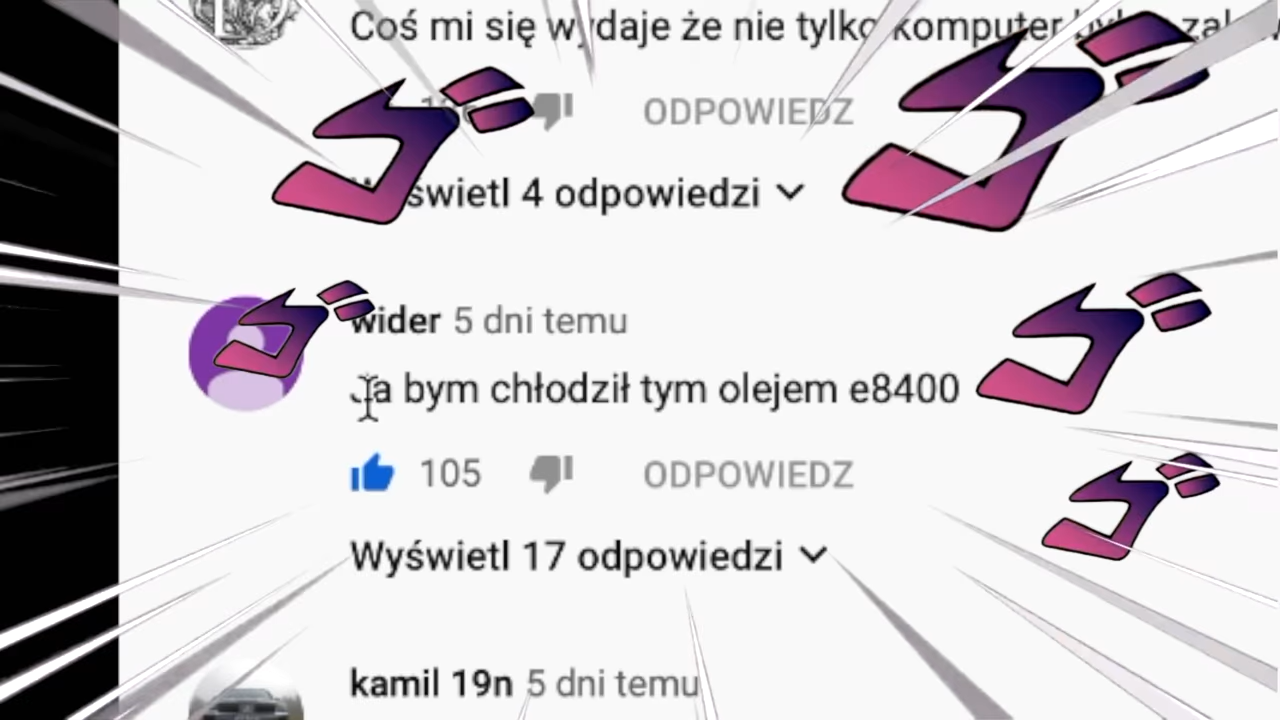 Coś mi się wydaje że nie tylko komputer
ODPOWIEDZ
4 odpowiedzi
wider 5 dni temu
Ja bym chłodził tym olejem e8400
105 ODPOWIEDZ
Wyświetl 17 odpowiedzi
kamil 19n 5 dni temu